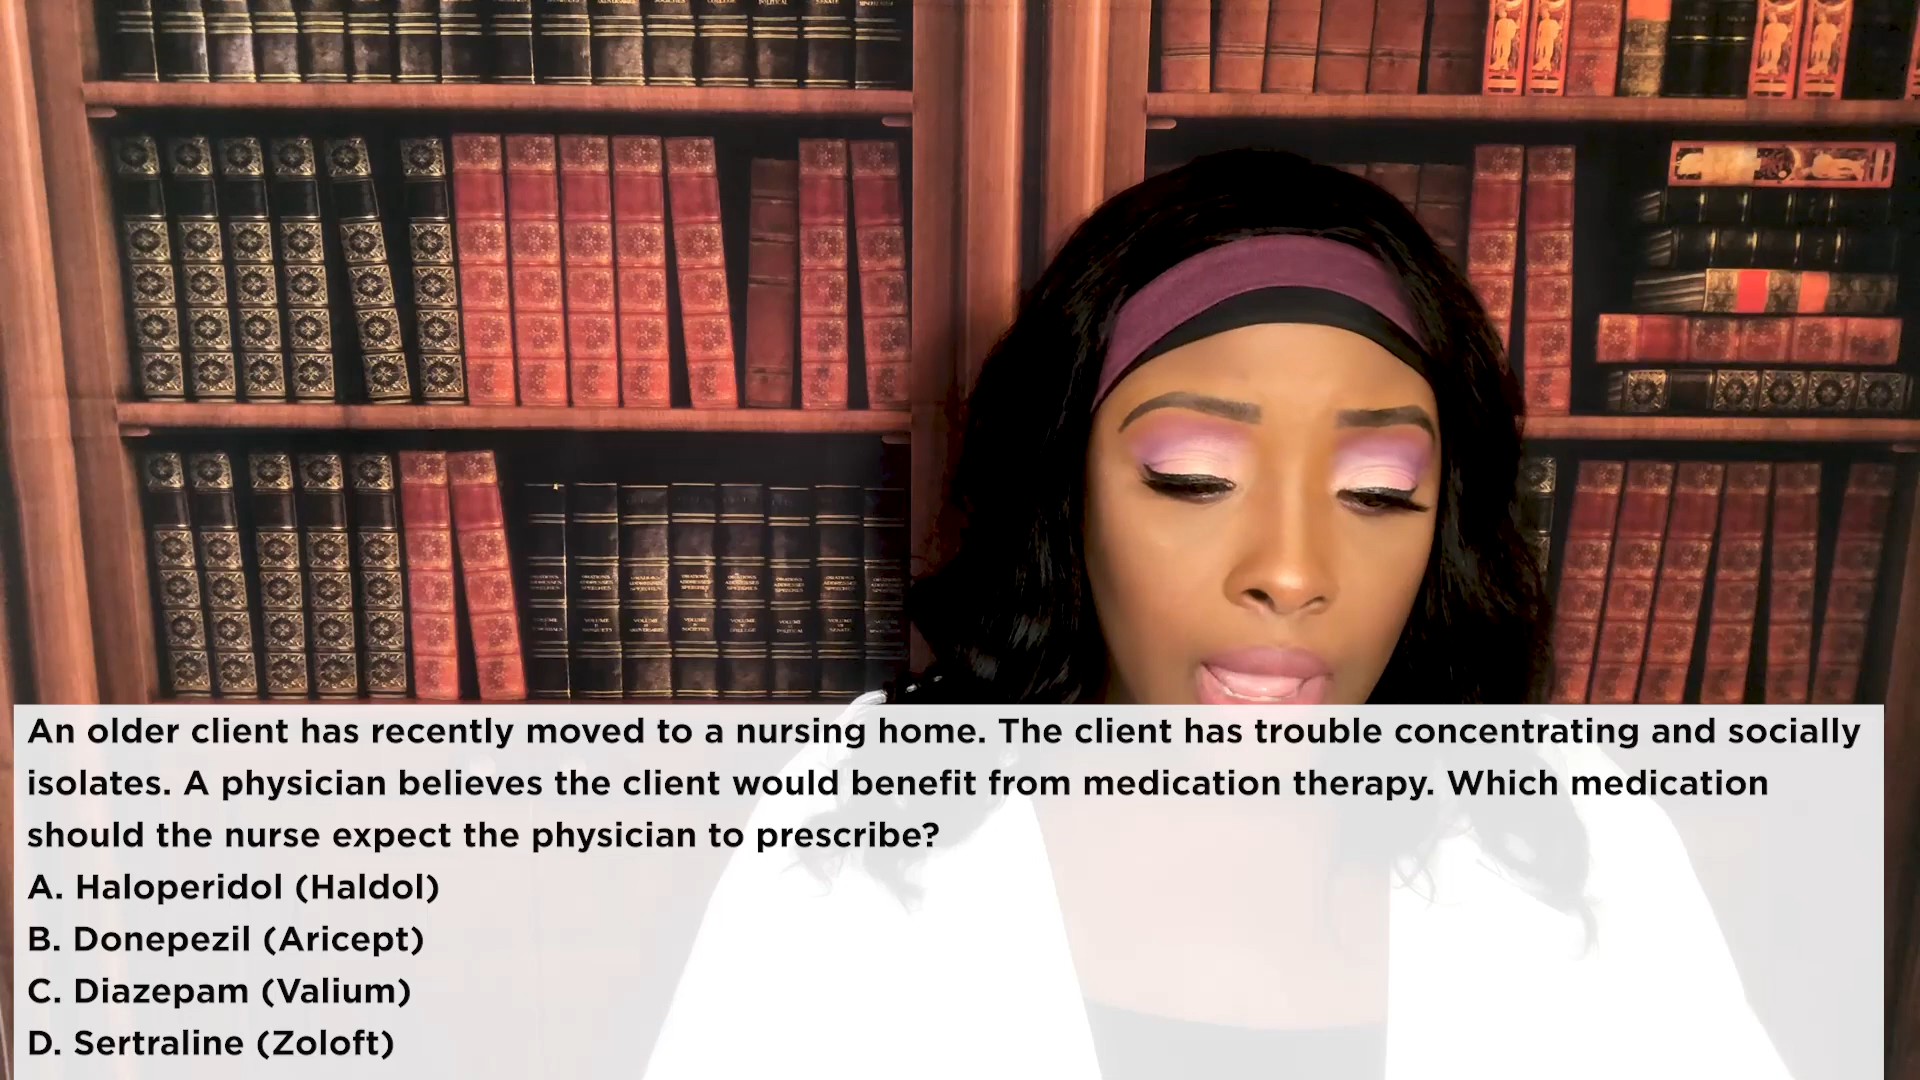 An older client has recently moved to a nursing home. The client has trouble concentrating and socially
isolates. A physician believes the client would benefit from medication therapy. Which medication
should the nurse expect the physician to prescribe?
A. Haloperidol (Haldol)
B. Donepezil (Aricept)
C. Diazepam (Valium)
D. Sertraline (Zoloft)